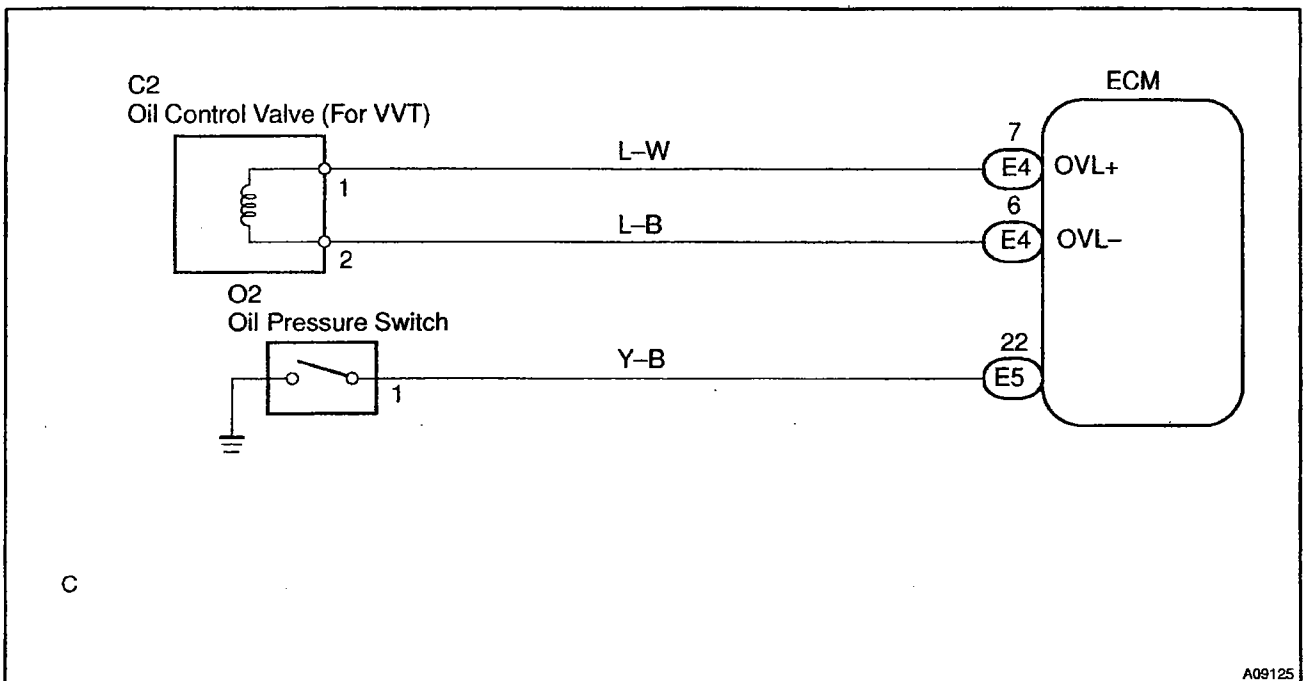 C2
Oil Control Valve (For VVT)
ECM
1
L–W
7
E4
OVL+
2
L–B
6
E4
OVL–
O2
Oil Pressure Switch
1
Y–B
22
E5
C
A09125